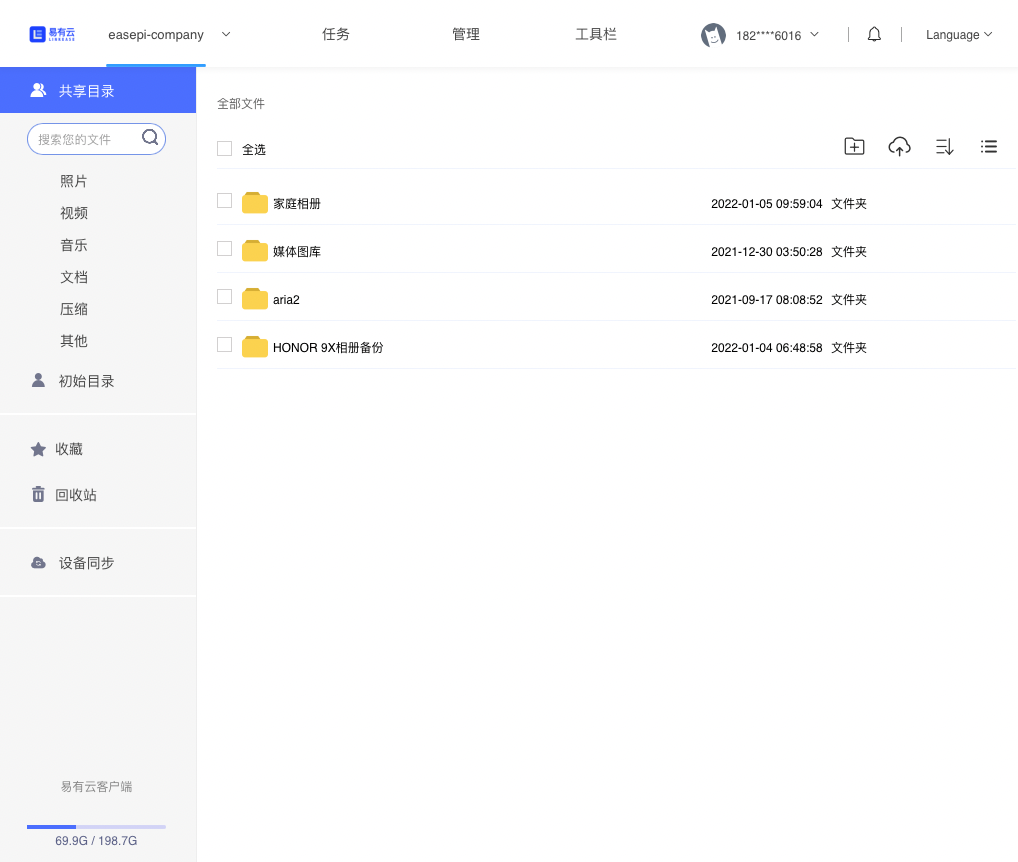 易有云
LINKEASE
easepi-company
任务
管理
工具栏
182****6016
Language
共享目录
搜索您的文件
照片
视频
音乐
文档
压缩
其他
初始目录
收藏
回收站
设备同步
易有云客户端
69.9G / 198.7G
全部文件
全选
家庭相册 2022-01-05 09:59:04 文件夹
媒体图库 2021-12-30 03:50:28 文件夹
aria2 2021-09-17 08:08:52 文件夹
HONOR 9X相册备份 2022-01-04 06:48:58 文件夹